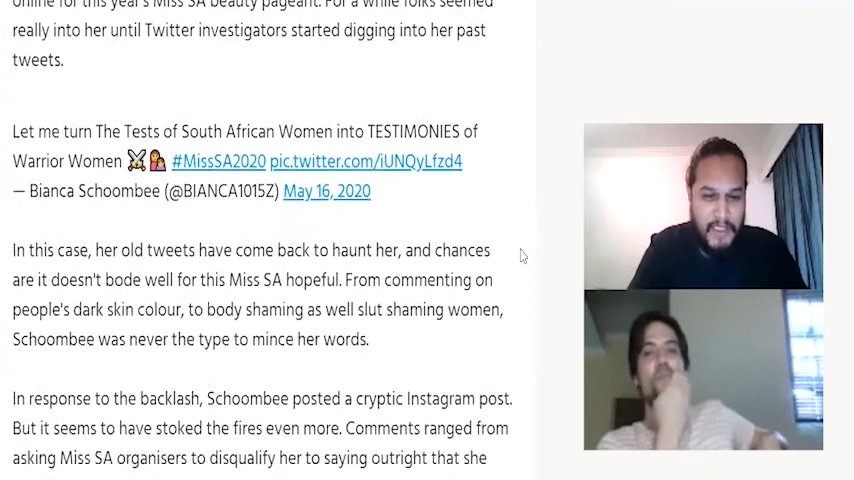 online for this year's Miss SA beauty pageant. For a while folks seemed
really into her until Twitter investigators started digging into her past
tweets.
Let me turn The Tests of South African Women into TESTIMONIES of
Warrior Women ⚔️🤱 #MissSA2020 pic.twitter.com/iUNQyLfzd4
— Bianca Schoombee (@BIANCA1015Z) May 16, 2020
In this case, her old tweets have come back to haunt her, and chances
are it doesn't bode well for this Miss SA hopeful. From commenting on
people's dark skin colour, to body shaming as well slut shaming women,
Schoombee was never the type to mince her words.
In response to the backlash, Schoombee posted a cryptic Instagram post.
But it seems to have stoked the fires even more. Comments ranged from
asking Miss SA organisers to disqualify her to saying outright that she